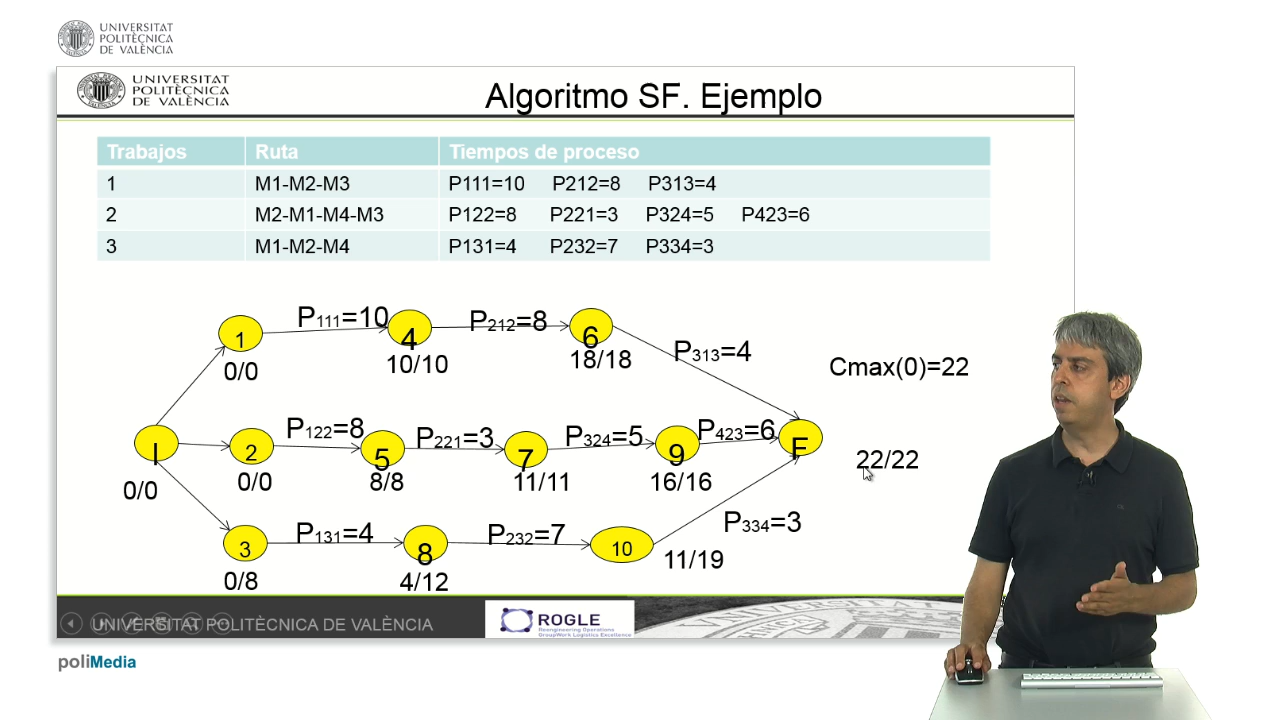 UNIVERSITAT
POLITÈCNICA
DE VALÈNCIA
UNIVERSITAT
POLITÈCNICA
DE VALÈNCIA
Algoritmo SF. Ejemplo
Trabajos Ruta Tiempos de proceso
1 M1-M2-M3 P111=10 P212=8 P313=4
2 M2-M1-M4-M3 P122=8 P221=3 P324=5 P423=6
3 M1-M2-M4 P131=4 P232=7 P334=3
P111=10 P212=8
1 4 6
0/0 10/10 18/18
P313=4
Cmax(0)=22
P122=8 P221=3 P324=5 P423=6
I 2 5 7 9 F
0/0 0/0 8/8 11/11 16/16 22/22
P131=4 P232=7 P334=3
3 8 10
0/8 4/12 11/19
UNIVERSITAT POLITÈCNICA DE VALÈNCIA
ROGLE
Reengineering Operations
GroupWork Logistics Excellence
poliMedia